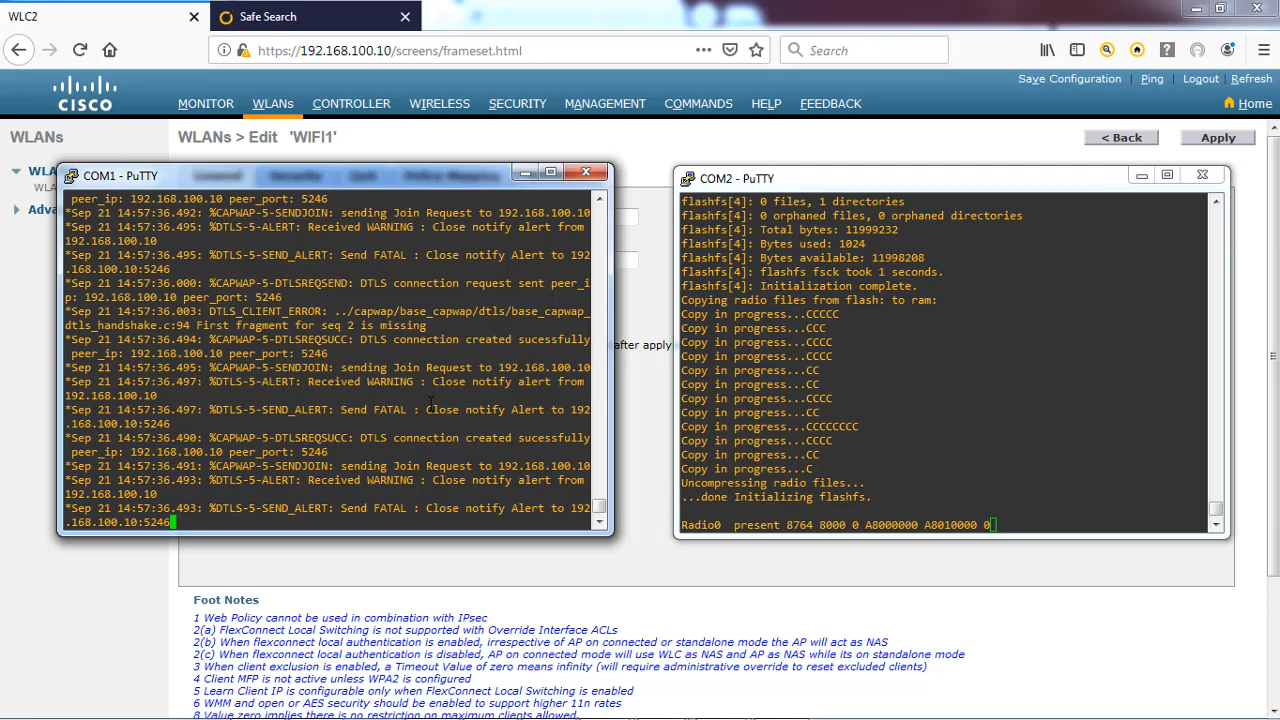 WLC2
Safe Search
https://192.168.100.10/screens/frameset.html
Search
Save Configuration
Ping
Logout
Refresh
CISCO
MONITOR
WLANs
CONTROLLER
WIRELESS
SECURITY
MANAGEMENT
COMMANDS
HELP
FEEDBACK
Home
WLANs
WLANs > Edit 'WIFI1'
< Back
Apply
WL
WL
Adva
COM1 - PuTTY
peer_ip: 192.168.100.10 peer_port: 5246
*Sep 21 14:57:36.492: %CAPWAP-5-SENDJOIN: sending Join Request to 192.168.100.10
*Sep 21 14:57:36.495: %DTLS-5-ALERT: Received WARNING : Close notify alert from
192.168.100.10
*Sep 21 14:57:36.495: %DTLS-5-SEND_ALERT: Send FATAL : Close notify Alert to 192
.168.100.10:5246
*Sep 21 14:57:36.000: %CAPWAP-5-DTLSREQSEND: DTLS connection request sent peer_i
p: 192.168.100.10 peer_port: 5246
*Sep 21 14:57:36.003: DTLS_CLIENT_ERROR: ../capwap/base_capwap/dtls/base_capwap_
dtls_handshake.c:94 First fragment for seq 2 is missing
*Sep 21 14:57:36.494: %CAPWAP-5-DTLSREQSUCC: DTLS connection created sucessfully
peer_ip: 192.168.100.10 peer_port: 5246
*Sep 21 14:57:36.495: %CAPWAP-5-SENDJOIN: sending Join Request to 192.168.100.10
*Sep 21 14:57:36.497: %DTLS-5-ALERT: Received WARNING : Close notify alert from
192.168.100.10
*Sep 21 14:57:36.497: %DTLS-5-SEND_ALERT: Send FATAL : Close notify Alert to 192
.168.100.10:5246
*Sep 21 14:57:36.490: %CAPWAP-5-DTLSREQSUCC: DTLS connection created sucessfully
peer_ip: 192.168.100.10 peer_port: 5246
*Sep 21 14:57:36.491: %CAPWAP-5-SENDJOIN: sending Join Request to 192.168.100.10
*Sep 21 14:57:36.493: %DTLS-5-ALERT: Received WARNING : Close notify alert from
192.168.100.10
*Sep 21 14:57:36.493: %DTLS-5-SEND_ALERT: Send FATAL : Close notify Alert to 192
.168.100.10:5246
after apply
COM2 - PuTTY
flashfs[4]: 0 files, 1 directories
flashfs[4]: 0 orphaned files, 0 orphaned directories
flashfs[4]: Total bytes: 11999232
flashfs[4]: Bytes used: 1024
flashfs[4]: Bytes available: 11998208
flashfs[4]: flashfs fsck took 1 seconds.
flashfs[4]: Initialization complete.
Copying radio files from flash: to ram:
Copy in progress...CCCCC
Copy in progress...CCC
Copy in progress...CCCC
Copy in progress...CCCC
Copy in progress...CC
Copy in progress...CC
Copy in progress...CCCC
Copy in progress...CC
Copy in progress...CCCCCCCC
Copy in progress...CCCC
Copy in progress...CC
Copy in progress...C
Uncompressing radio files...
...done Initializing flashfs.
Radio0 present 8764 8000 0 A8000000 A8010000 0
Foot Notes
1 Web Policy cannot be used in combination with IPsec
2(a) FlexConnect Local Switching is not supported with Override Interface ACLs
2(b) When flexconnect local authentication is enabled, irrespective of AP on connected or standalone mode the AP will act as NAS
2(c) When flexconnect local authentication is disabled, AP on connected mode will use WLC as NAS and AP as NAS while its on standalone mode
3 When client exclusion is enabled, a Timeout Value of zero means infinity (will require administrative override to reset excluded clients)
4 Client MFP is not active unless WPA2 is configured
5 Learn Client IP is configurable only when FlexConnect Local Switching is enabled
6 WMM and open or AES security should be enabled to support higher 11n rates
8 Value zero implies there is no restriction on maximum clients allowed.